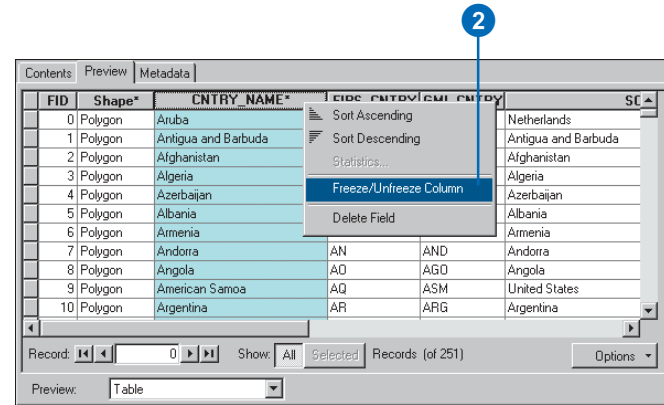 2
Contents Preview Metadata
FID Shape* CNTRY_NAME* FIPS_CNTRY GMI_CNTRY SO
0 Polygon Aruba Netherlands
1 Polygon Antigua and Barbuda Antigua and Barbuda
2 Polygon Afghanistan Afghanistan
3 Polygon Algeria Algeria
4 Polygon Azerbaijan Azerbaijan
5 Polygon Albania Albania
6 Polygon Armenia Armenia
7 Polygon Andorra AN AND Andorra
8 Polygon Angola AO AGO Angola
9 Polygon American Samoa AQ ASM United States
10 Polygon Argentina AR ARG Argentina
Sort Ascending
Sort Descending
Statistics...
Freeze/Unfreeze Column
Delete Field
Record: 0 Show: All Selected Records (of 251) Options
Preview: Table